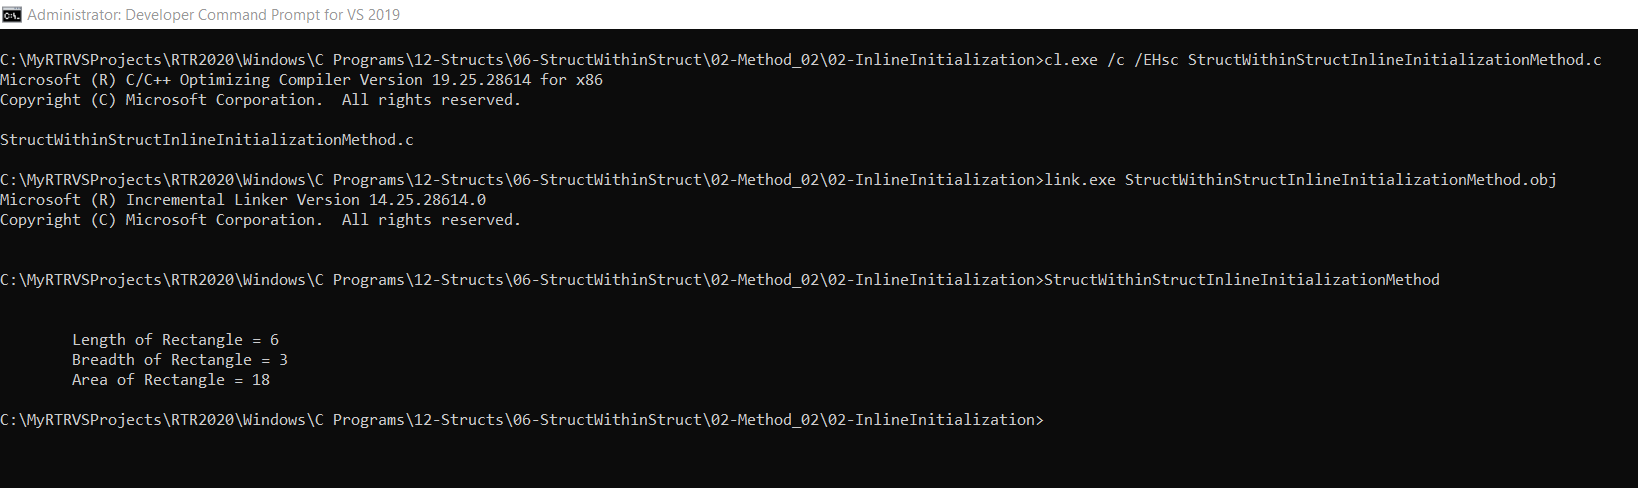 Administrator: Developer Command Prompt for VS 2019
C:\MyRTRVSProjects\RTR2020\Windows\C Programs\12-Structs\06-StructWithinStruct\02-Method_02\02-InlineInitialization>cl.exe /c /EHsc StructWithinStructInlineInitializationMethod.c
Microsoft (R) C/C++ Optimizing Compiler Version 19.25.28614 for x86
Copyright (C) Microsoft Corporation.  All rights reserved.
StructWithinStructInlineInitializationMethod.c
C:\MyRTRVSProjects\RTR2020\Windows\C Programs\12-Structs\06-StructWithinStruct\02-Method_02\02-InlineInitialization>link.exe StructWithinStructInlineInitializationMethod.obj
Microsoft (R) Incremental Linker Version 14.25.28614.0
Copyright (C) Microsoft Corporation.  All rights reserved.
C:\MyRTRVSProjects\RTR2020\Windows\C Programs\12-Structs\06-StructWithinStruct\02-Method_02\02-InlineInitialization>StructWithinStructInlineInitializationMethod
Length of Rectangle = 6
Breadth of Rectangle = 3
Area of Rectangle = 18
C:\MyRTRVSProjects\RTR2020\Windows\C Programs\12-Structs\06-StructWithinStruct\02-Method_02\02-InlineInitialization>